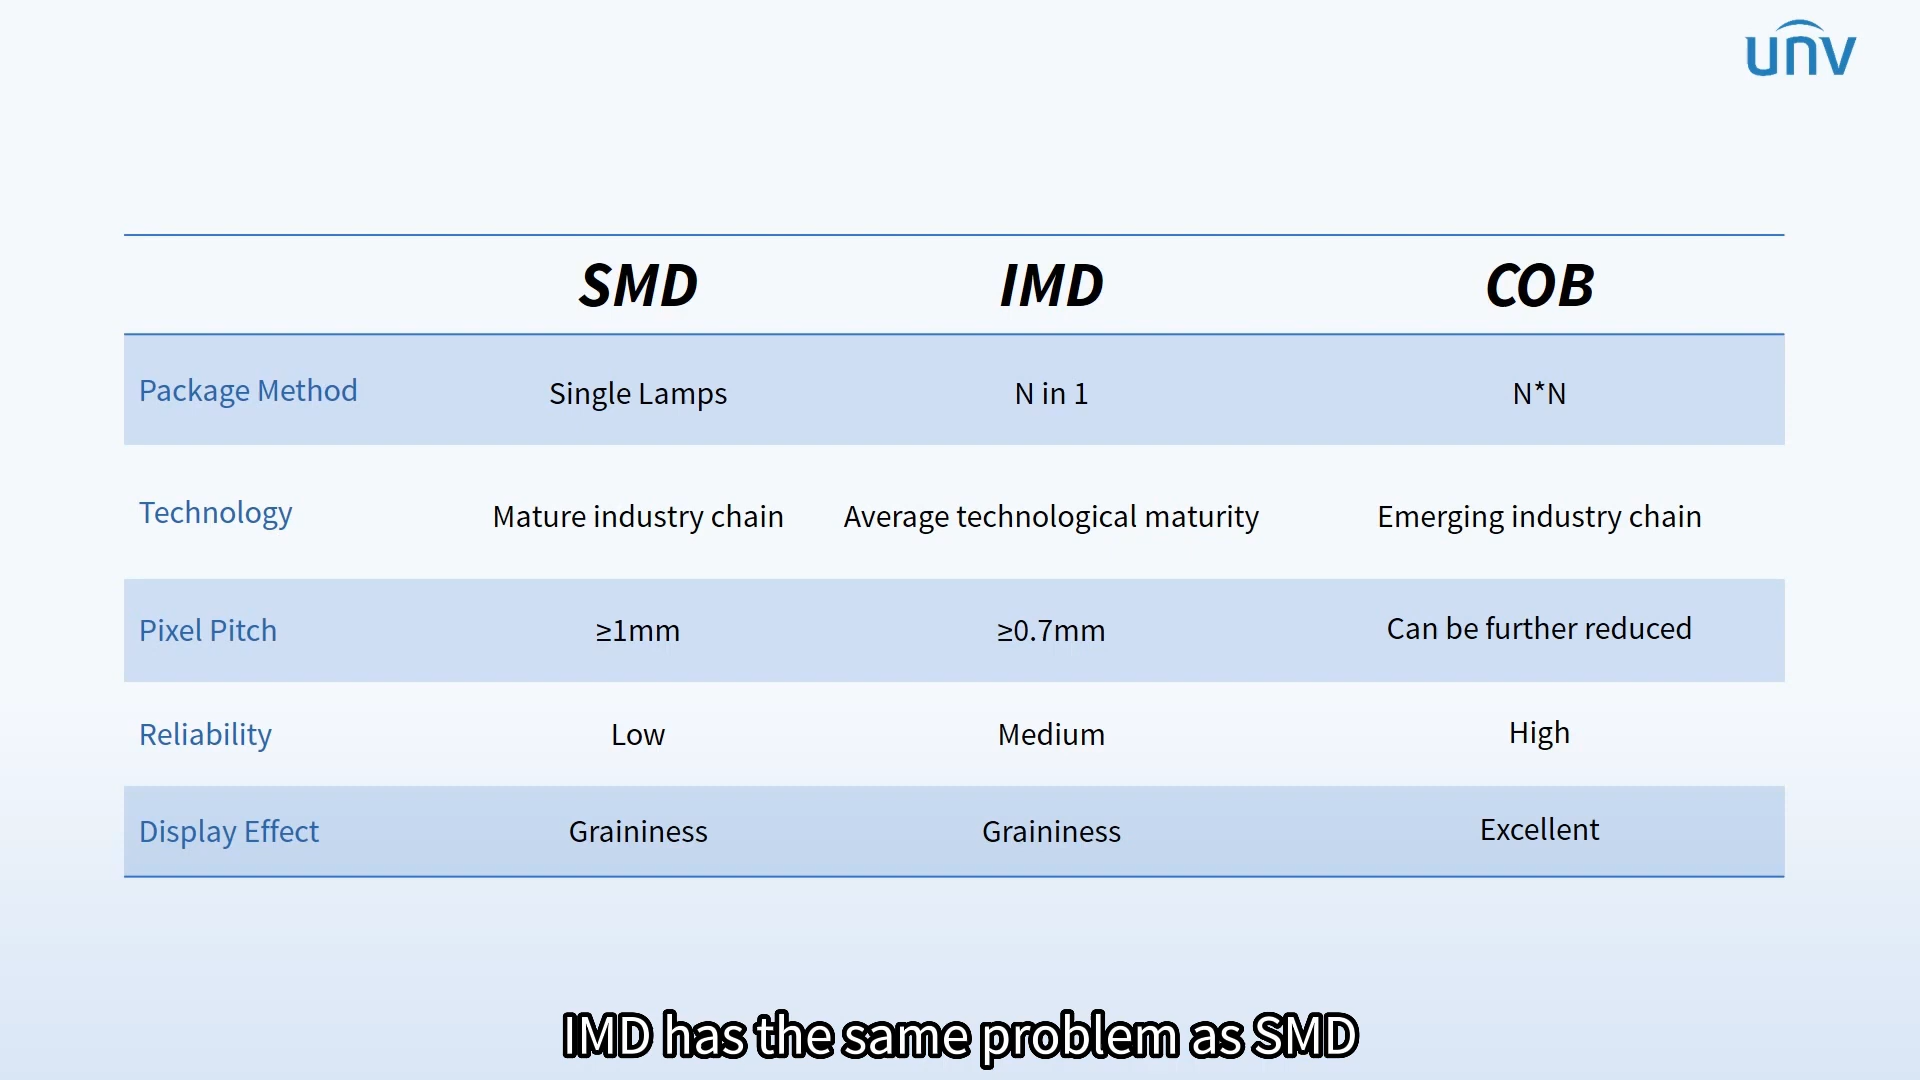 unv
SMD IMD COB
Package Method Single Lamps N in 1 N*N
Technology Mature industry chain Average technological maturity Emerging industry chain
Pixel Pitch ≥1mm ≥0.7mm Can be further reduced
Reliability Low Medium High
Display Effect Graininess Graininess Excellent
IMD has the same problem as SMD